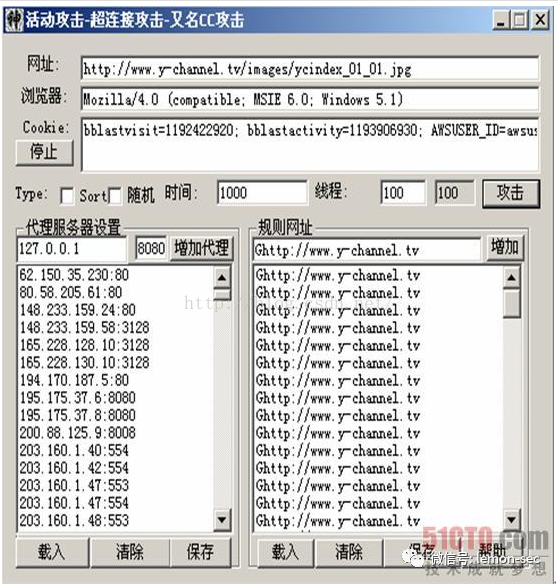 活动攻击-超连接攻击-又名CC攻击
网址: http://www.y-channel.tv/images/ycindex_01_01.jpg
浏览器: Mozilla/4.0 (compatible; MSIE 6.0; Windows 5.1)
Cookie: bblastvisit=1192422920; bblastactivity=1193906930; AWSUSER_ID=awsus
停止
Type: Sort 随机 时间: 1000 线程: 100 100 攻击
代理服务器设置
127.0.0.1 8080 增加代理
62.150.35.230:80
80.58.205.61:80
148.233.159.24:80
148.233.159.58:3128
165.228.128.10:3128
165.228.130.10:3128
194.170.187.5:80
195.175.37.6:8080
195.175.37.8:8080
200.88.125.9:8008
203.160.1.40:554
203.160.1.42:554
203.160.1.47:553
203.160.1.47:554
203.160.1.48:553
载入 清除 保存
规则网址
Ghttp://www.y-channel.tv 增加
Ghttp://www.y-channel.tv
Ghttp://www.y-channel.tv
Ghttp://www.y-channel.tv
Ghttp://www.y-channel.tv
Ghttp://www.y-channel.tv
Ghttp://www.y-channel.tv
Ghttp://www.y-channel.tv
Ghttp://www.y-channel.tv
Ghttp://www.y-channel.tv
Ghttp://www.y-channel.tv
Ghttp://www.y-channel.tv
Ghttp://www.y-channel.tv
Ghttp://www.y-channel.tv
Ghttp://www.y-channel.tv
载入 清除 保存 帮助
51CTO.com
技术成就梦想
微信号: lemon-sec